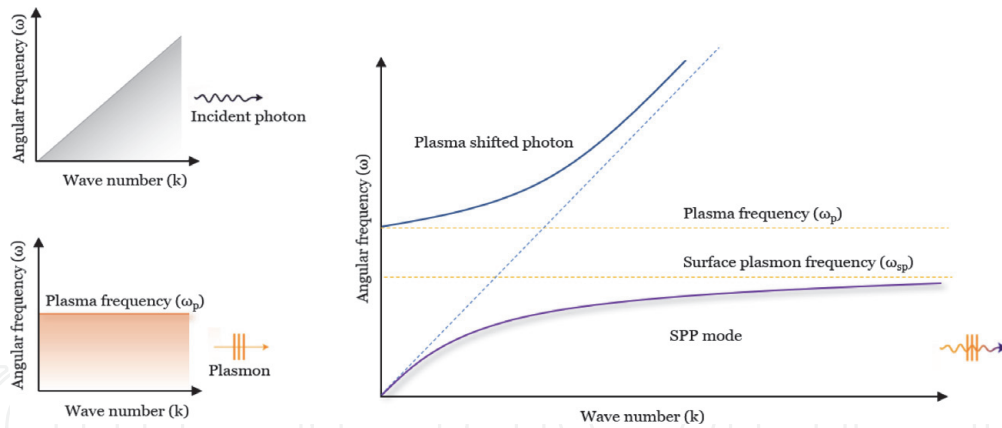 Angular frequency (ω)
Incident photon
Wave number (k)
Angular frequency (ω)
Plasma frequency (ωp)
Plasmon
Wave number (k)
Angular frequency (ω)
Plasma shifted photon
Plasma frequency (ωp)
Surface plasmon frequency (ωsp)
SPP mode
Wave number (k)